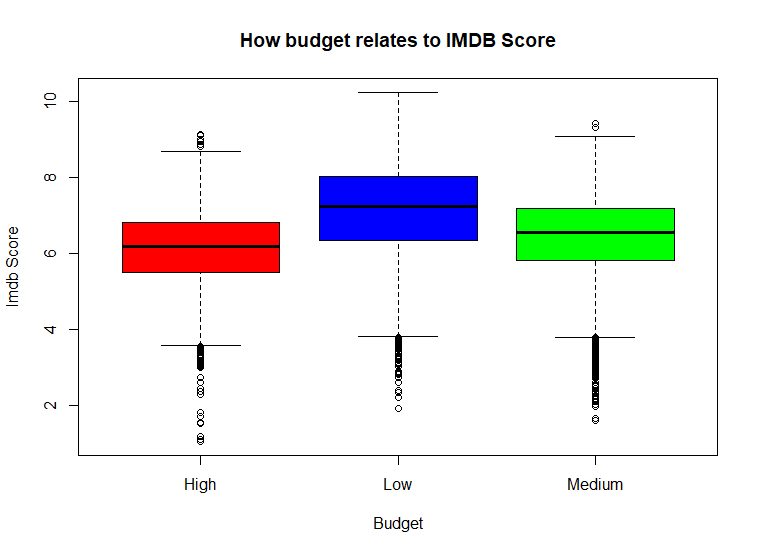 How budget relates to IMDB Score
10
8
6
4
2
Imdb Score
High Low Medium
Budget